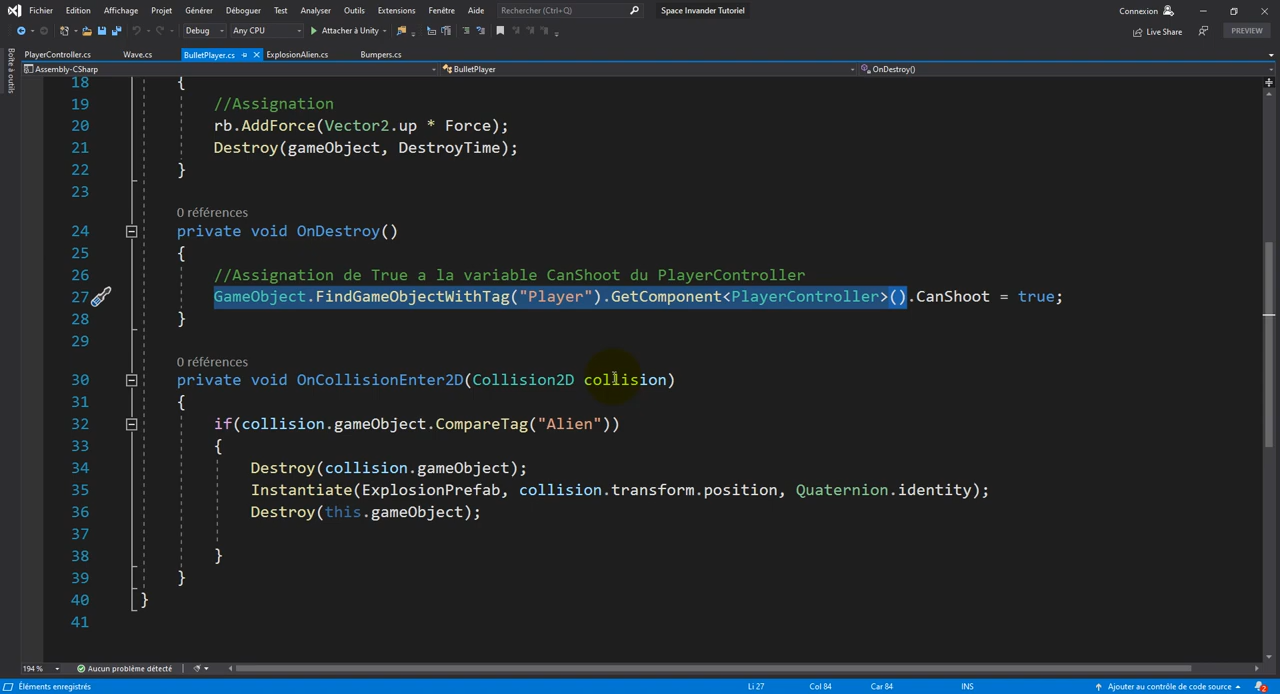 Fichier Edition Affichage Projet Générer Déboguer Test Analyser Outils Extensions Fenêtre Aide Rechercher (Ctrl+Q) Space Invander Tutoriel Connexion
Debug Any CPU Attacher à Unity Live Share PREVIEW
Boîte à outils
PlayerController.cs Wave.cs BulletPlayer.cs ExplosionAlien.cs Bumpers.cs
Assembly-CSharp BulletPlayer OnDestroy()
18 {
19 //Assignation
20 rb.AddForce(Vector2.up * Force);
21 Destroy(gameObject, DestroyTime);
22 }
23
0 références
24 private void OnDestroy()
25 {
26 //Assignation de True a la variable CanShoot du PlayerController
27 GameObject.FindGameObjectWithTag("Player").GetComponent<PlayerController>().CanShoot = true;
28 }
29
0 références
30 private void OnCollisionEnter2D(Collision2D collision)
31 {
32 if(collision.gameObject.CompareTag("Alien"))
33 {
34 Destroy(collision.gameObject);
35 Instantiate(ExplosionPrefab, collision.transform.position, Quaternion.identity);
36 Destroy(this.gameObject);
37
38 }
39 }
40 }
41
194 % Aucun problème détecté Li 27 Col 84 Car 84 INS
Éléments enregistrés Ajouter au contrôle de code source 2